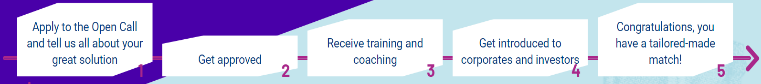 Apply to the Open Call
and tell us all about your
great solution
1
Get approved
2
Receive training and
coaching
3
Get introduced to
corporates and investors
4
Congratulations, you
have a tailored-made
match!
5